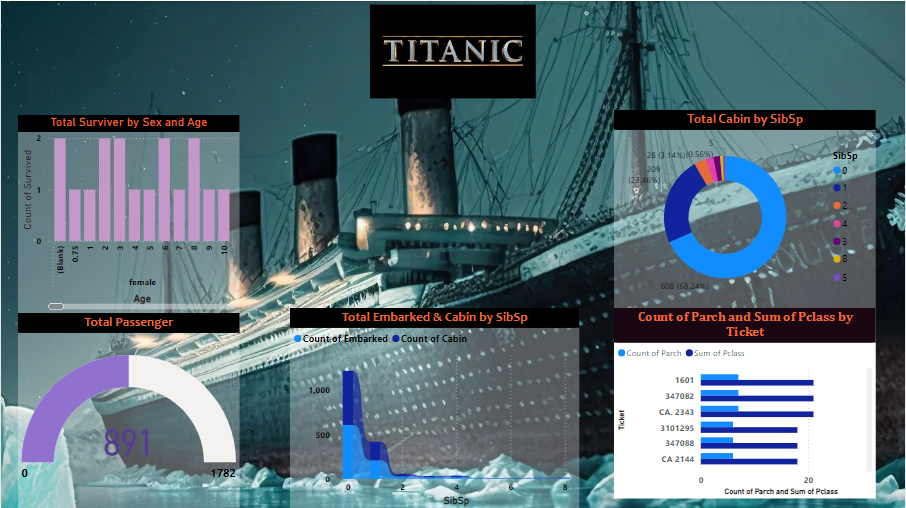 TITANIC
Total Surviver by Sex and Age
Count of Survived
2
1
0
(Blank)
0.75
1
2
3
4
5
6
7
8
9
10
female
Age
Total Cabin by SibSp
5
(0.56%)
28 (3.14%)
209
(23.46%)
608 (68.24%)
SibSp
0
1
2
4
3
8
5
Total Passenger
891
0
1782
Total Embarked & Cabin by SibSp
Count of Embarked Count of Cabin
1,000
500
0
0 2 4 6 8
SibSp
Count of Parch and Sum of Pclass by
Ticket
Count of Parch Sum of Pclass
Ticket
1601
347082
CA. 2343
3101295
347088
CA 2144
0 20
Count of Parch and Sum of Pclass